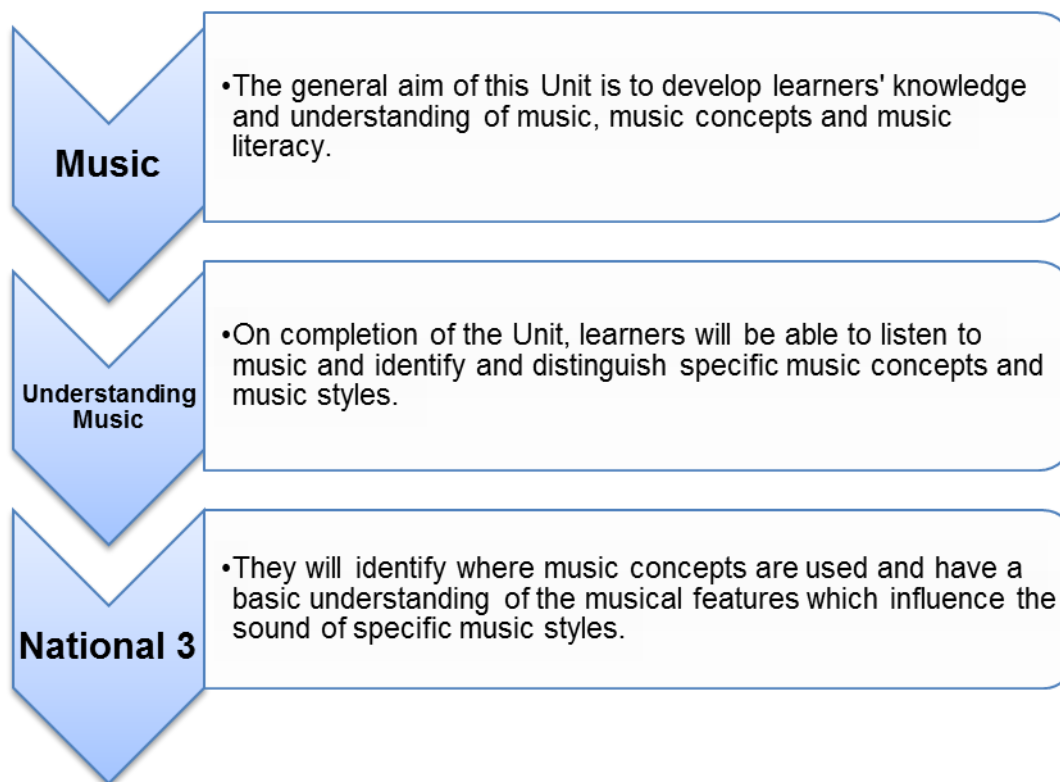 Music
•The general aim of this Unit is to develop learners' knowledge
and understanding of music, music concepts and music
literacy.
Understanding
Music
•On completion of the Unit, learners will be able to listen to
music and identify and distinguish specific music concepts and
music styles.
National 3
•They will identify where music concepts are used and have a
basic understanding of the musical features which influence the
sound of specific music styles.